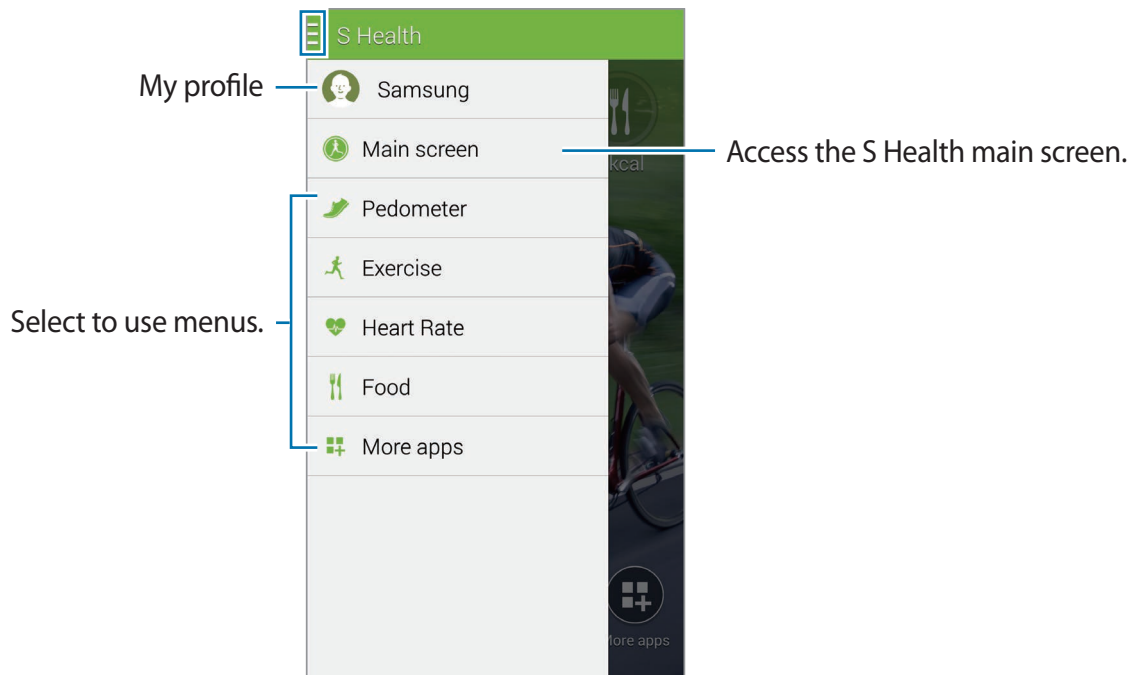 S Health
My profile
Samsung
Main screen
Access the S Health main screen.
kcal
Pedometer
Exercise
Select to use menus.
Heart Rate
Food
More apps
More apps